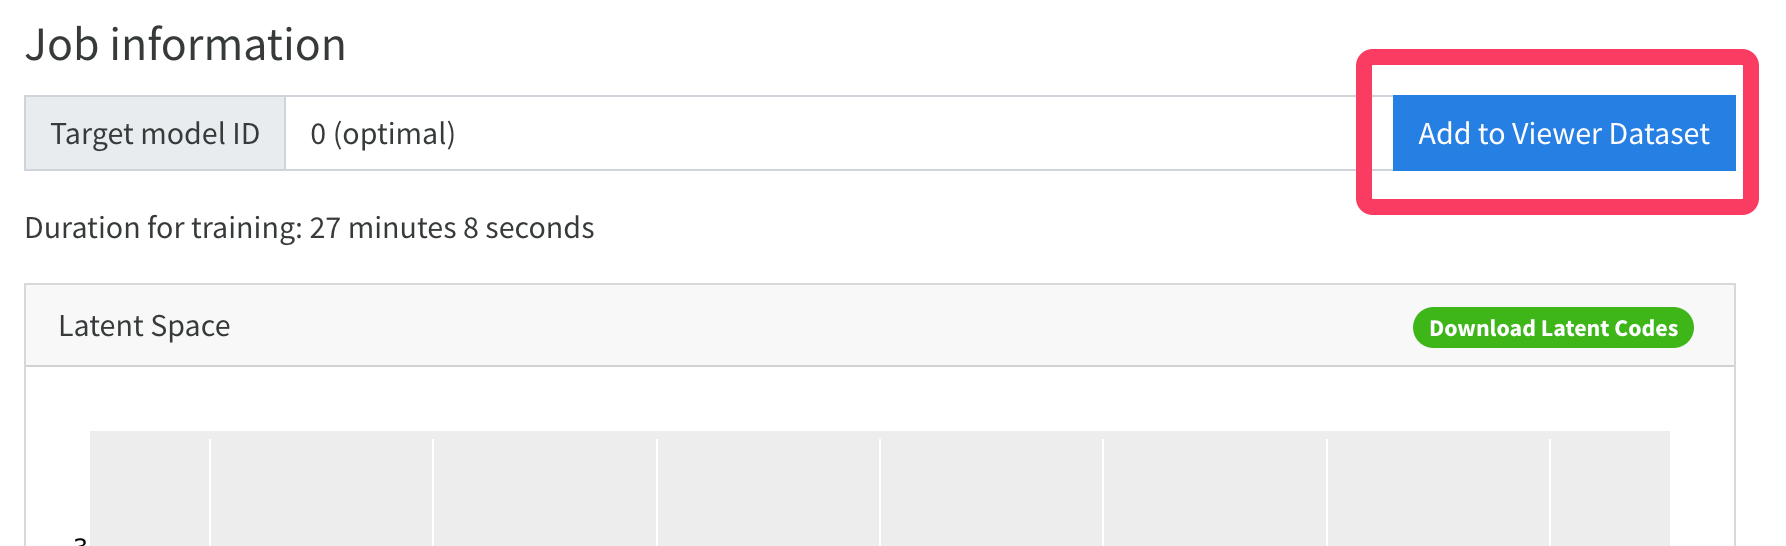 Job information
Target model ID 0 (optimal) Add to Viewer Dataset
Duration for training: 27 minutes 8 seconds
Latent Space Download Latent Codes
3